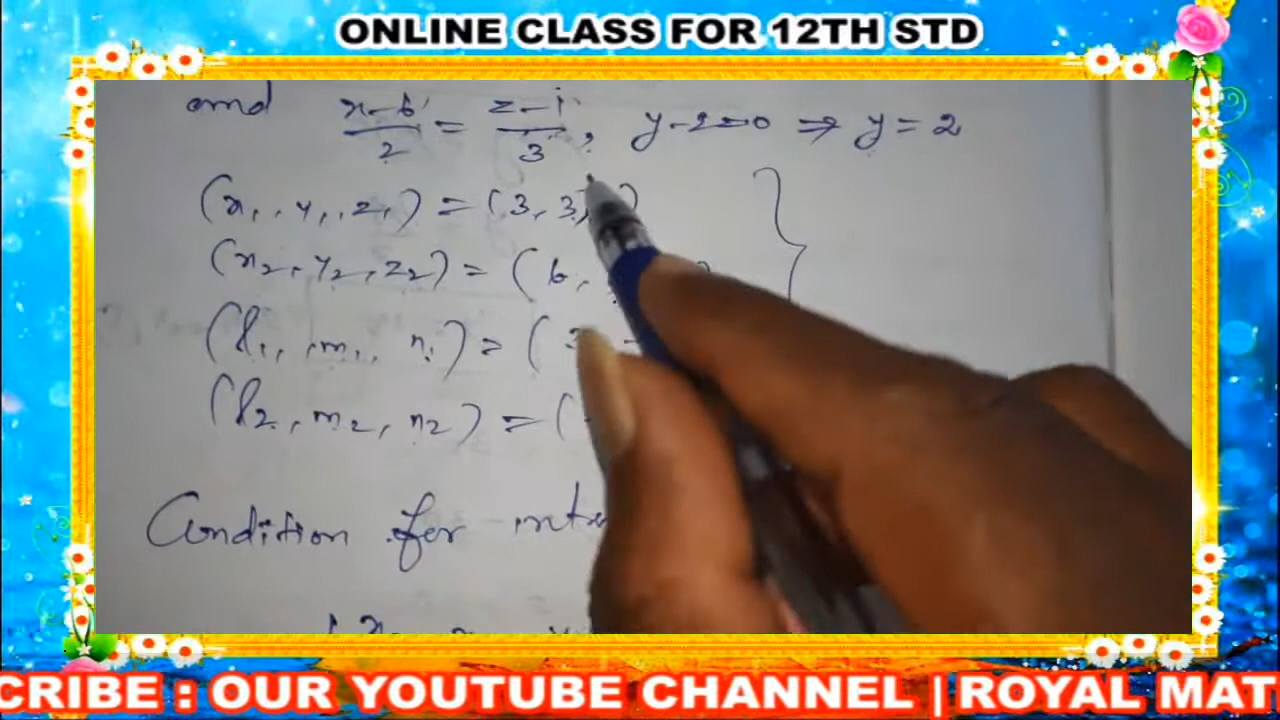 ONLINE CLASS FOR 12TH STD
and x-6/2 = z-1/3, y-2=0 ⇒ y = 2
(x₁, y₁, z₁) = (3, 3,
(x₂, y₂, z₂) = (6,
(l₁, m₁, n₁) = (3
(l₂, m₂, n₂) = (
Condition for
CRIBE : OUR YOUTUBE CHANNEL | ROYAL MAT